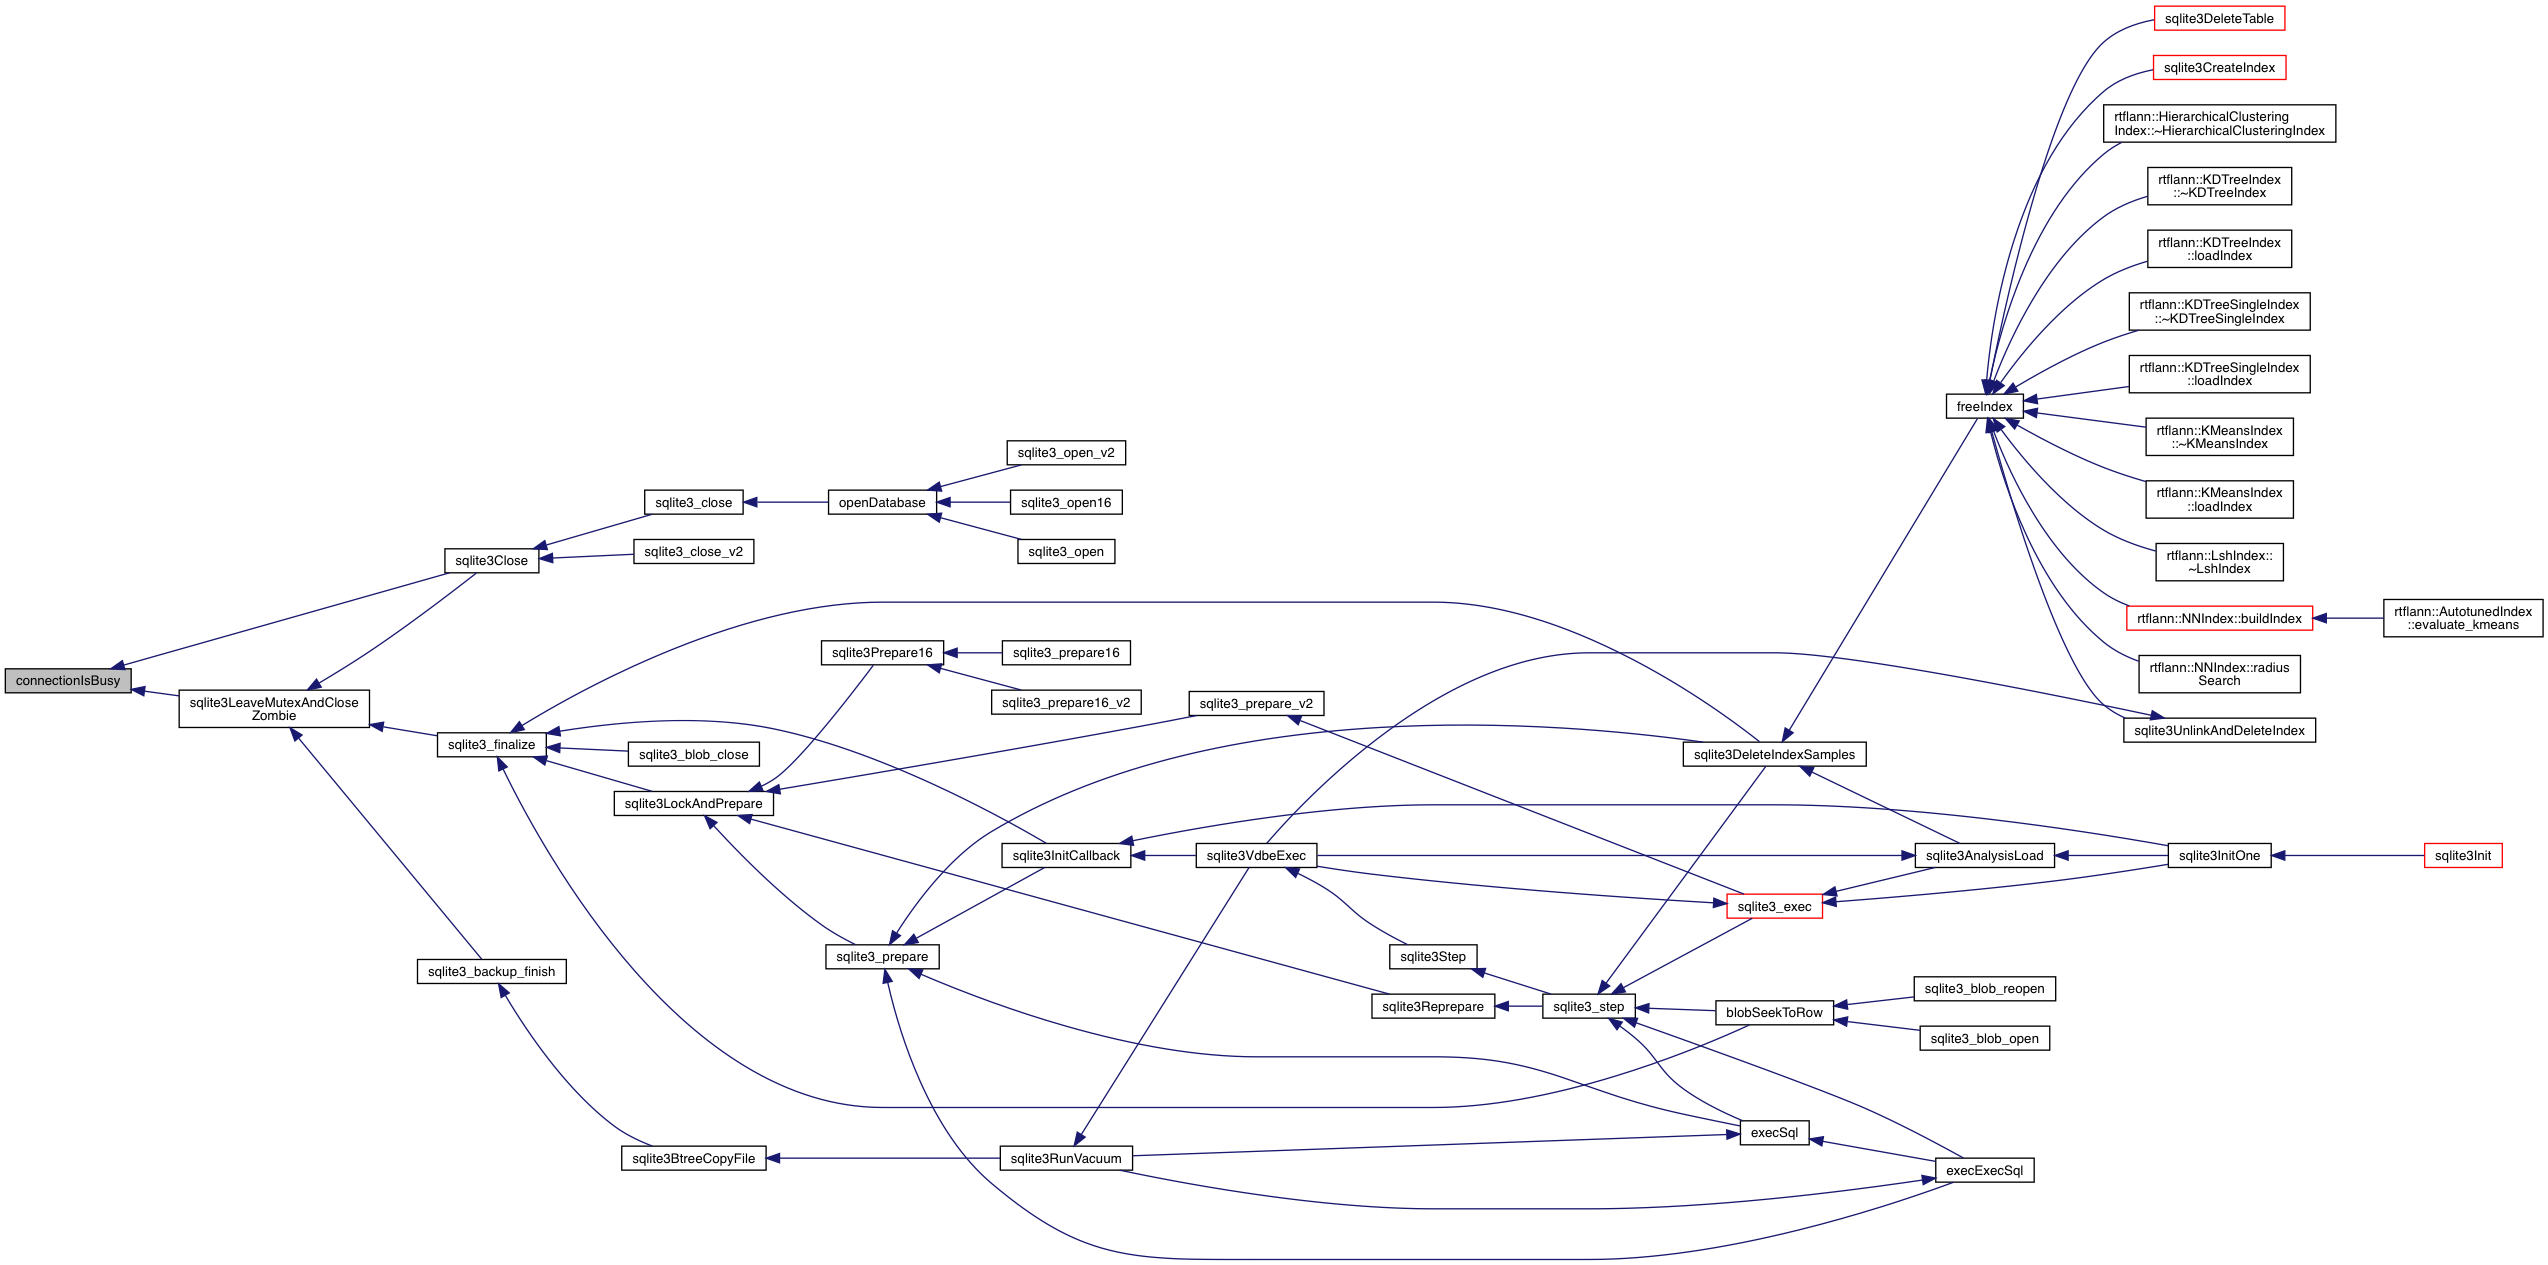 sqlite3DeleteTable
sqlite3CreateIndex
rtflann::HierarchicalClustering
Index::~HierarchicalClusteringIndex
rtflann::KDTreeIndex
::~KDTreeIndex
rtflann::KDTreeIndex
::loadIndex
rtflann::KDTreeSingleIndex
::~KDTreeSingleIndex
rtflann::KDTreeSingleIndex
::loadIndex
freeIndex
rtflann::KMeansIndex
::~KMeansIndex
rtflann::KMeansIndex
::loadIndex
rtflann::LshIndex::
~LshIndex
rtflann::NNIndex::buildIndex
rtflann::AutotunedIndex
::evaluate_kmeans
rtflann::NNIndex::radius
Search
sqlite3UnlinkAndDeleteIndex
sqlite3_open_v2
sqlite3_close
openDatabase
sqlite3_open16
sqlite3_close_v2
sqlite3_open
sqlite3Close
connectionIsBusy
sqlite3LeaveMutexAndClose
Zombie
sqlite3Prepare16
sqlite3_prepare16
sqlite3_prepare16_v2
sqlite3_prepare_v2
sqlite3_finalize
sqlite3_blob_close
sqlite3DeleteIndexSamples
sqlite3LockAndPrepare
sqlite3InitCallback
sqlite3VdbeExec
sqlite3AnalysisLoad
sqlite3InitOne
sqlite3Init
sqlite3_exec
sqlite3_backup_finish
sqlite3_prepare
sqlite3Step
sqlite3Reprepare
sqlite3_step
blobSeekToRow
sqlite3_blob_reopen
sqlite3_blob_open
execSql
sqlite3BtreeCopyFile
sqlite3RunVacuum
execExecSql